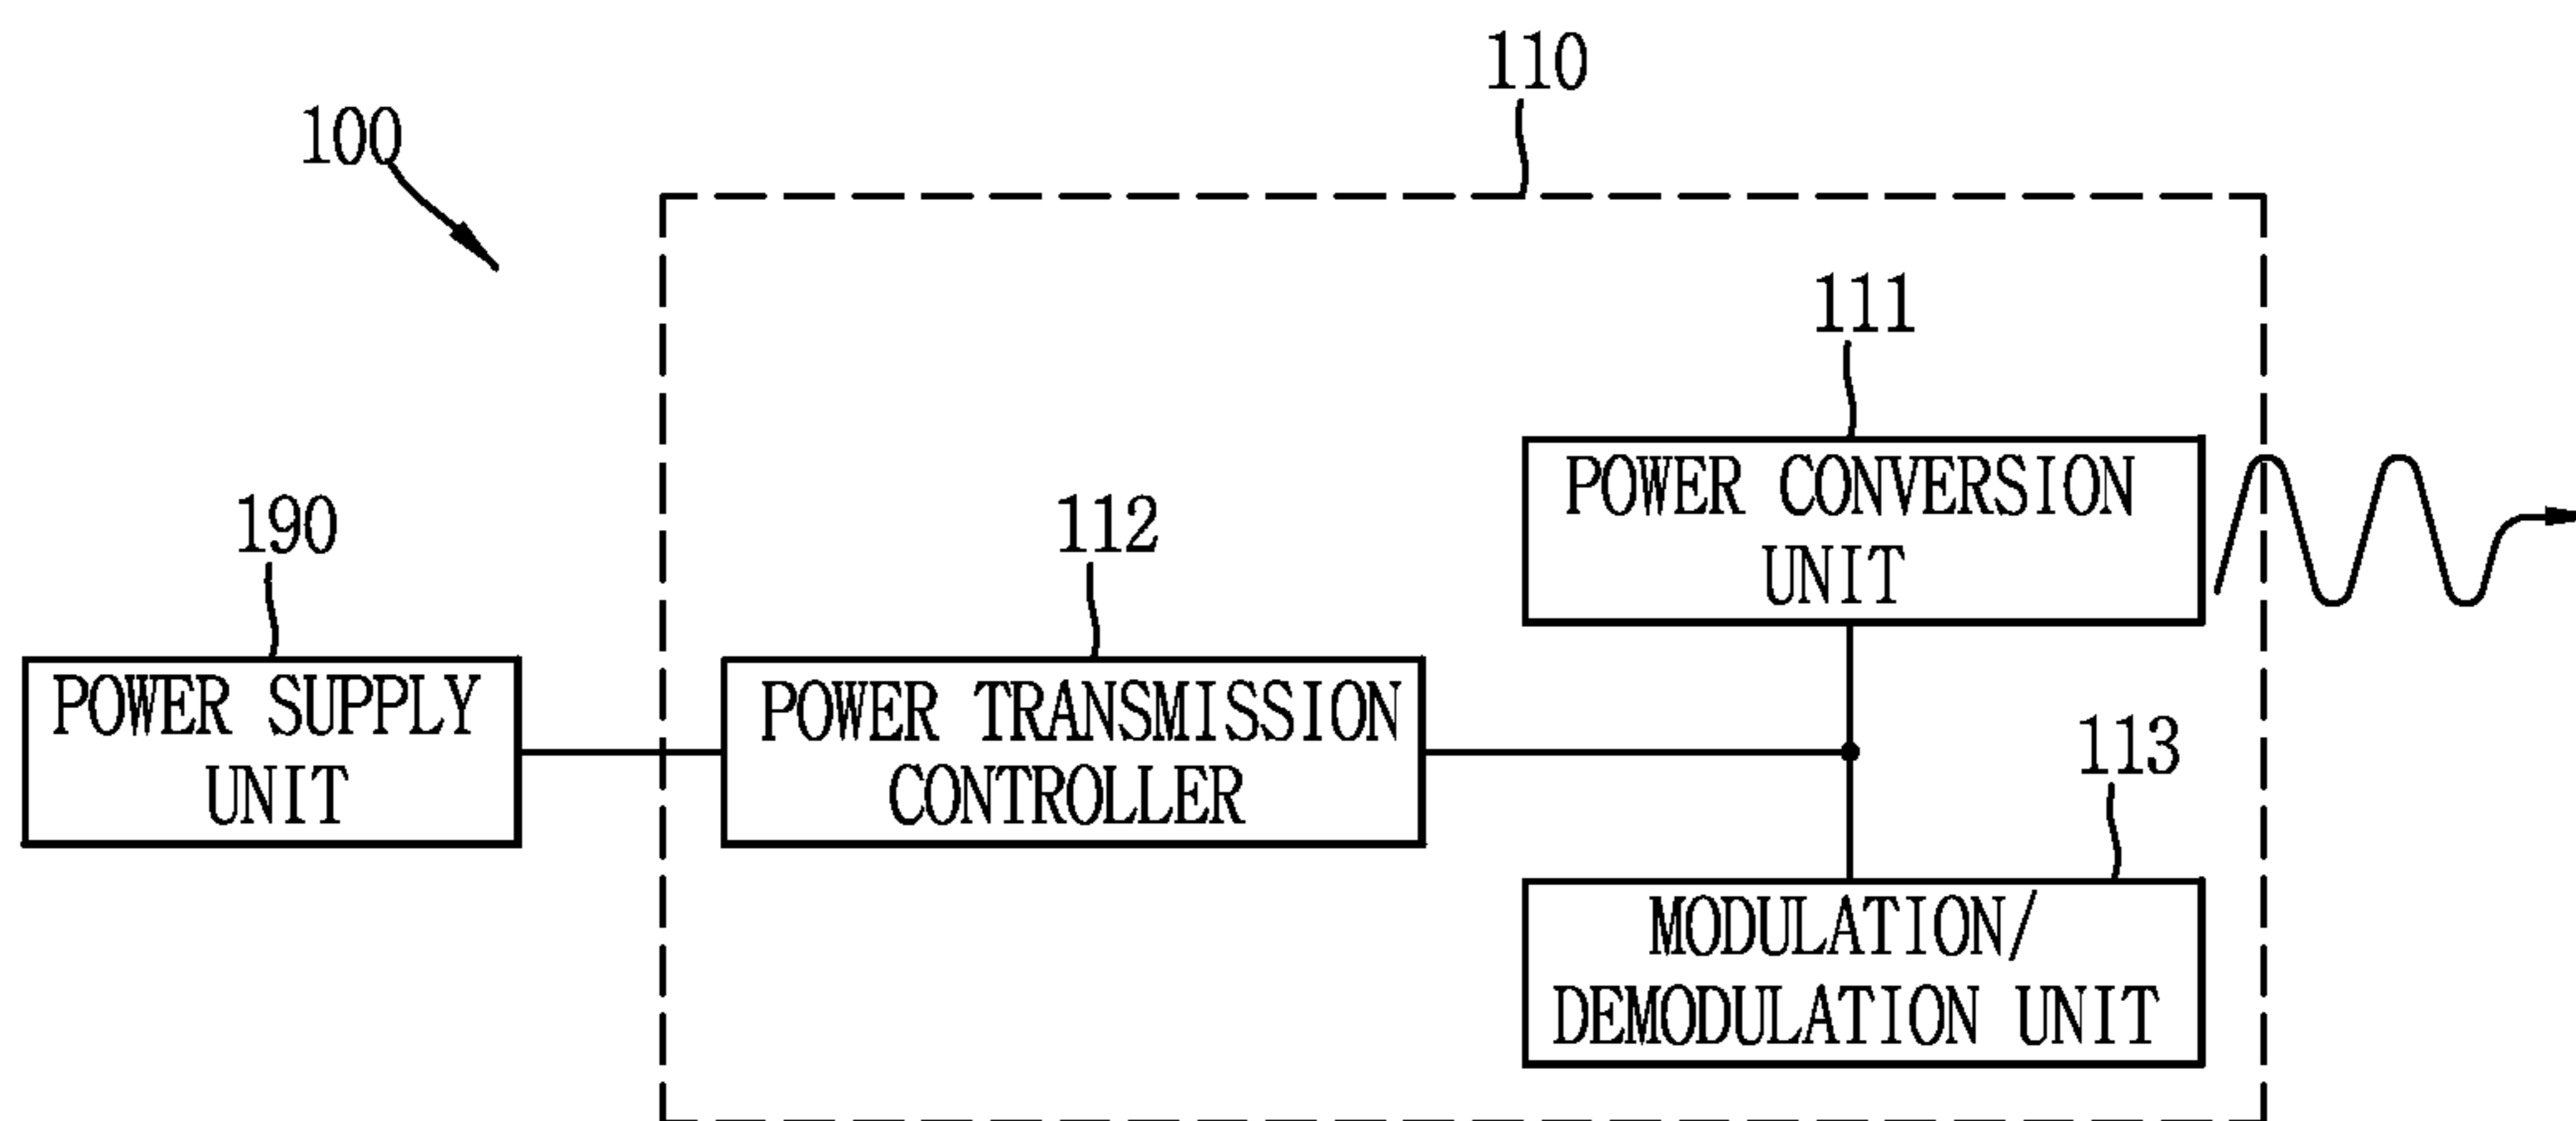 110
100
111
POWER CONVERSION
UNIT
190
112
POWER SUPPLY
UNIT
POWER TRANSMISSION
CONTROLLER
113
MODULATION/
DEMODULATION UNIT